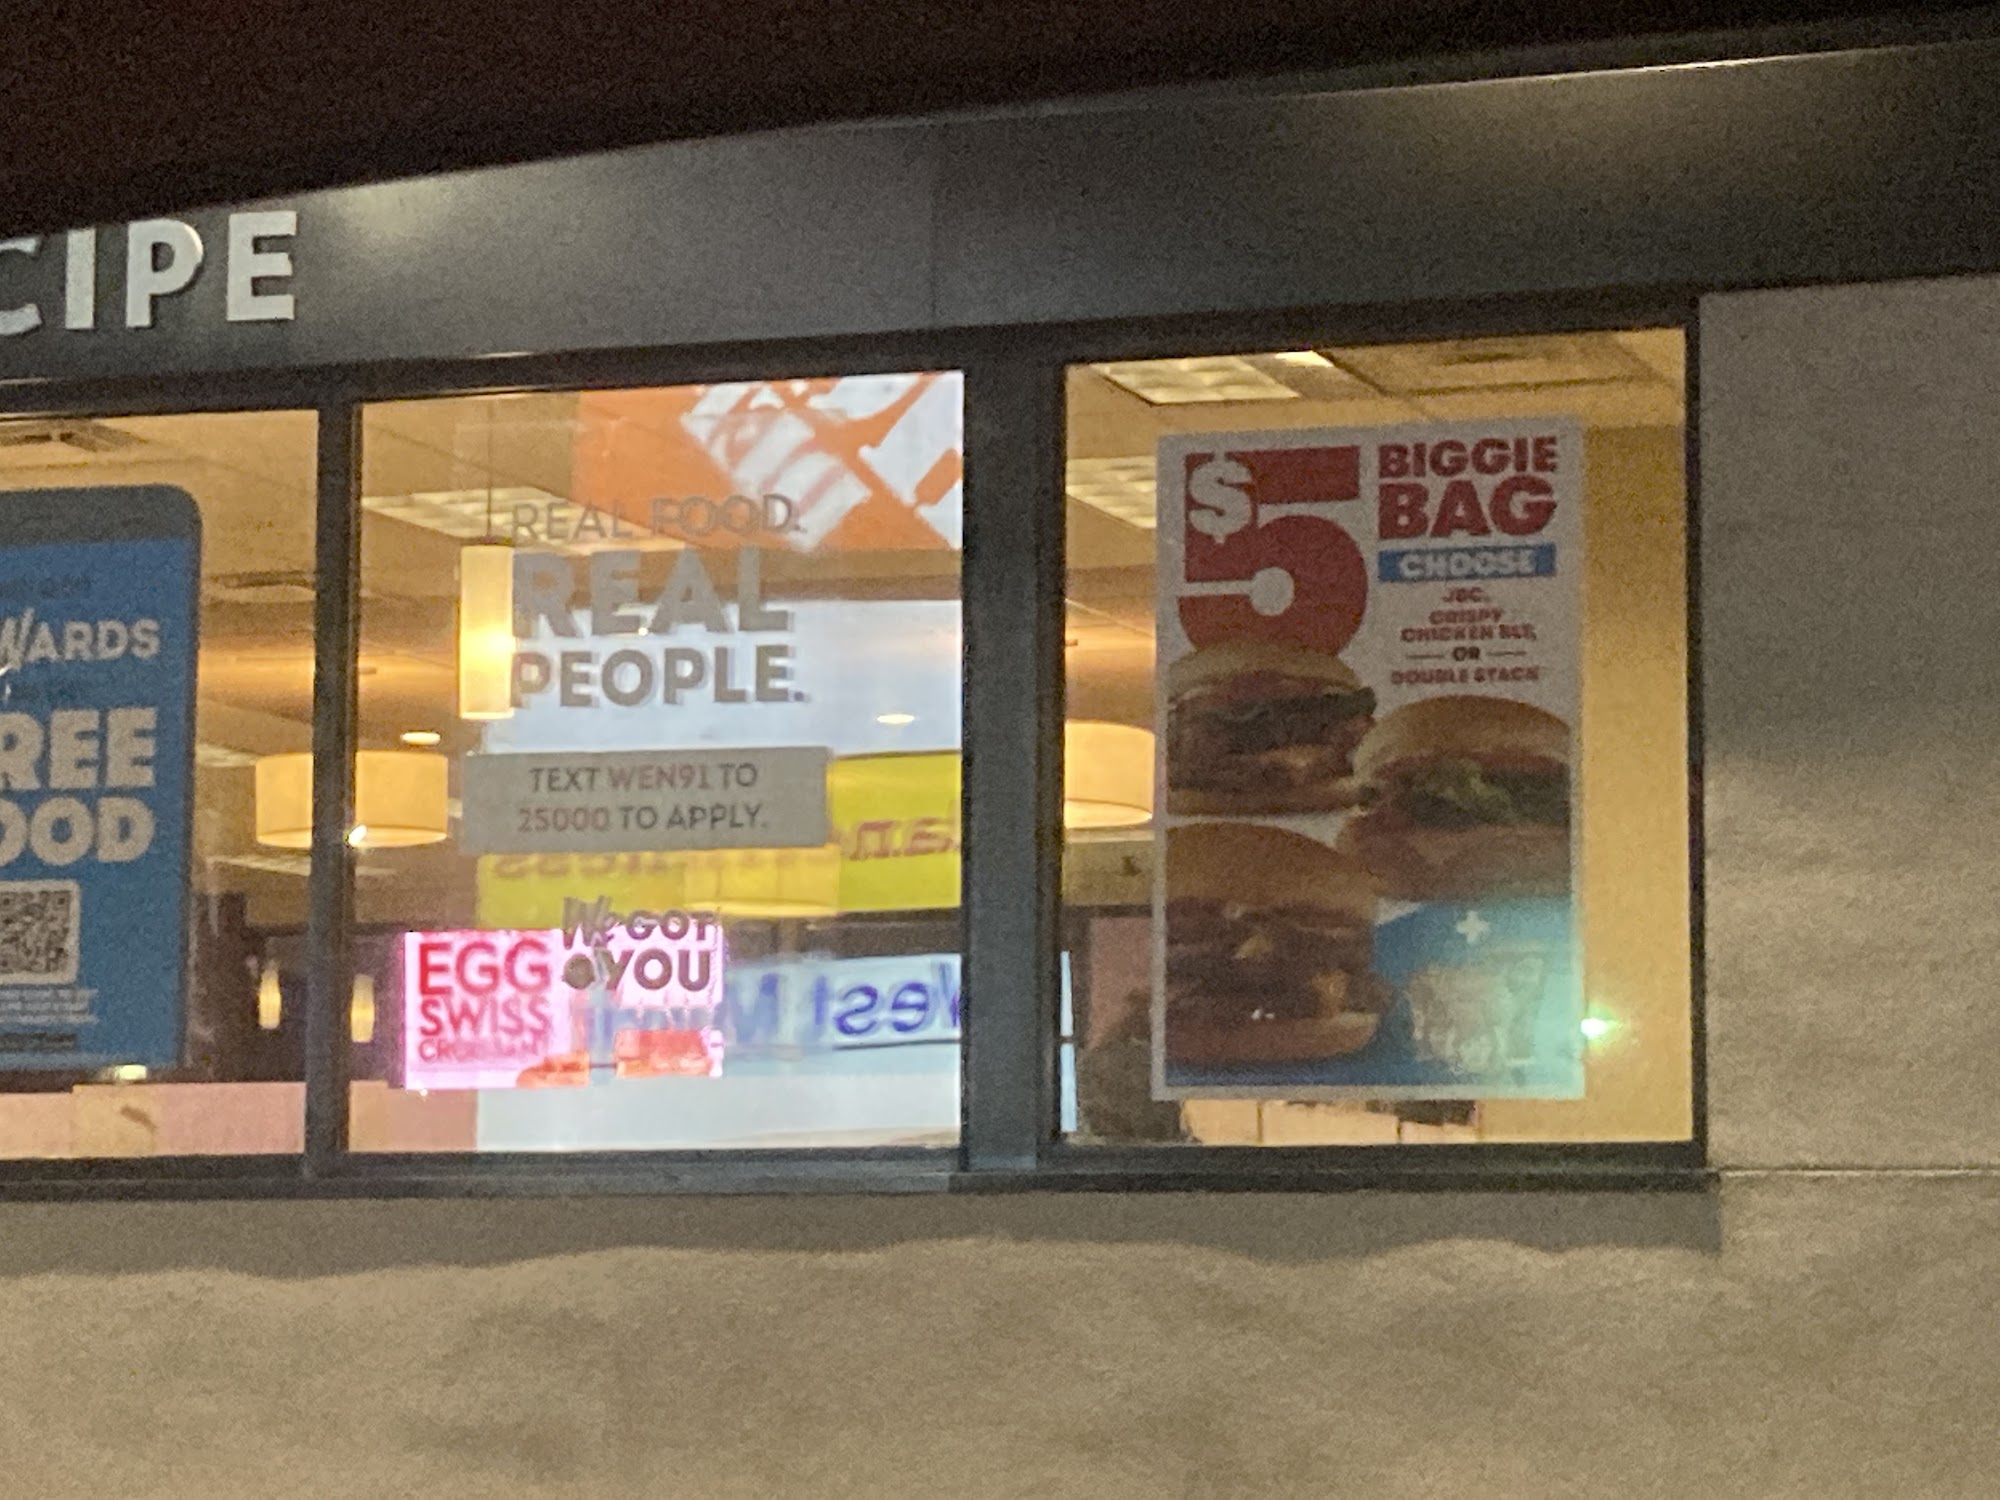 CIPE
WARDS
REE
OOD
REAL FOOD.
REAL
PEOPLE.
TEXT WEN91 TO
25000 TO APPLY.
We GOT
YOU
EGG
SWISS
West
$5
BIGGIE
BAG
CHOOSE
JBC,
CRISPY
CHICKEN BLT,
OR
DOUBLE STACK
+